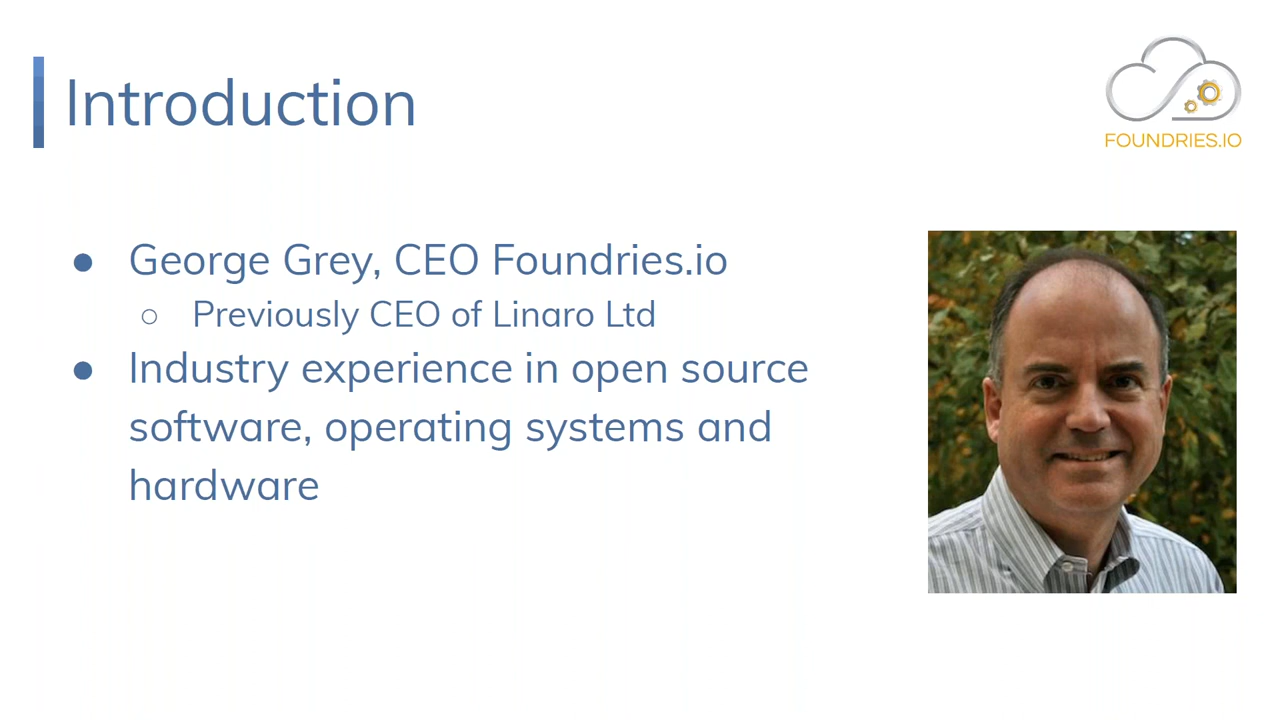 Introduction
FOUNDRIES.IO
● George Grey, CEO Foundries.io
○ Previously CEO of Linaro Ltd
● Industry experience in open source
software, operating systems and
hardware